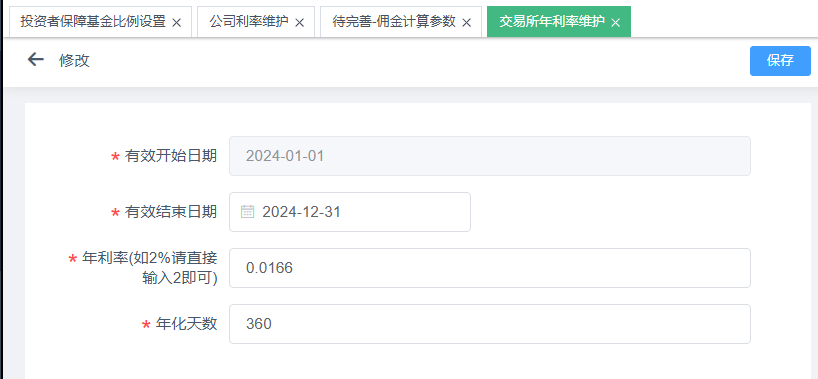 投资者保障基金比例设置 × 公司利率维护 × 待完善-佣金计算参数 × 交易所年利率维护 ×
← 修改 保存
* 有效开始日期 2024-01-01
* 有效结束日期 2024-12-31
* 年利率(如2%请直接
输入2即可) 0.0166
* 年化天数 360